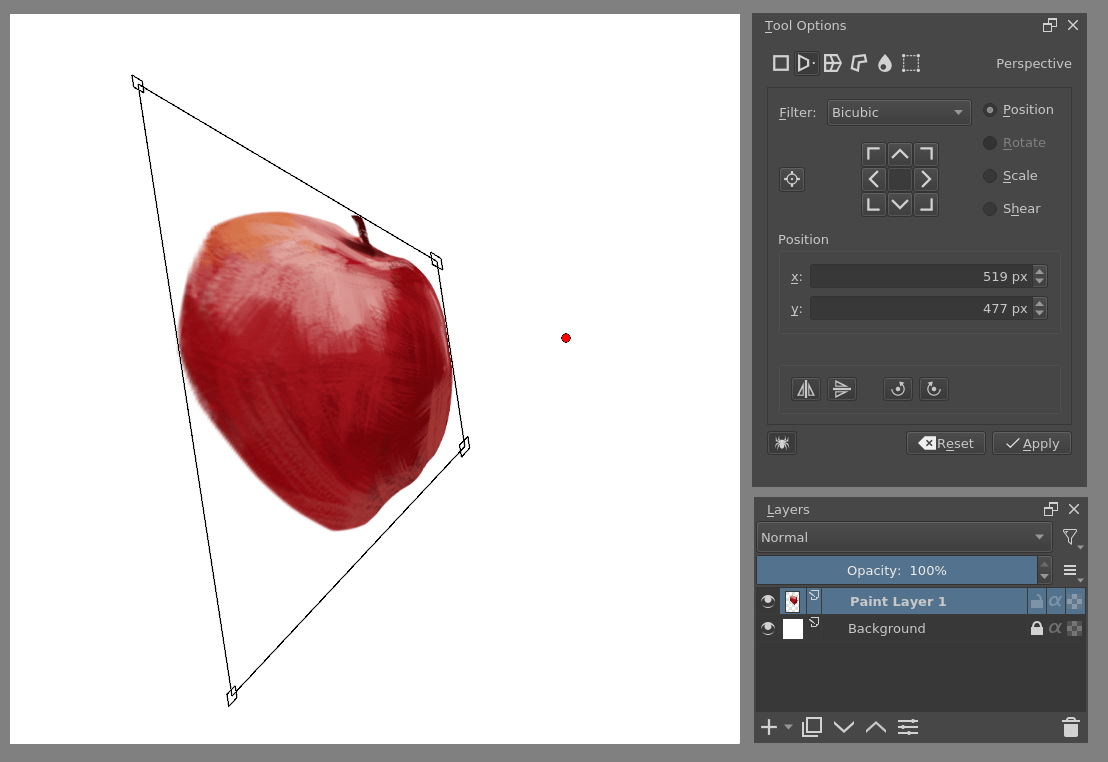 Tool Options
Perspective
Filter: Bicubic
Position
Rotate
Scale
Shear
Position
x: 519 px
y: 477 px
Reset Apply
Layers
Normal
Opacity: 100%
Paint Layer 1
α
Background
α